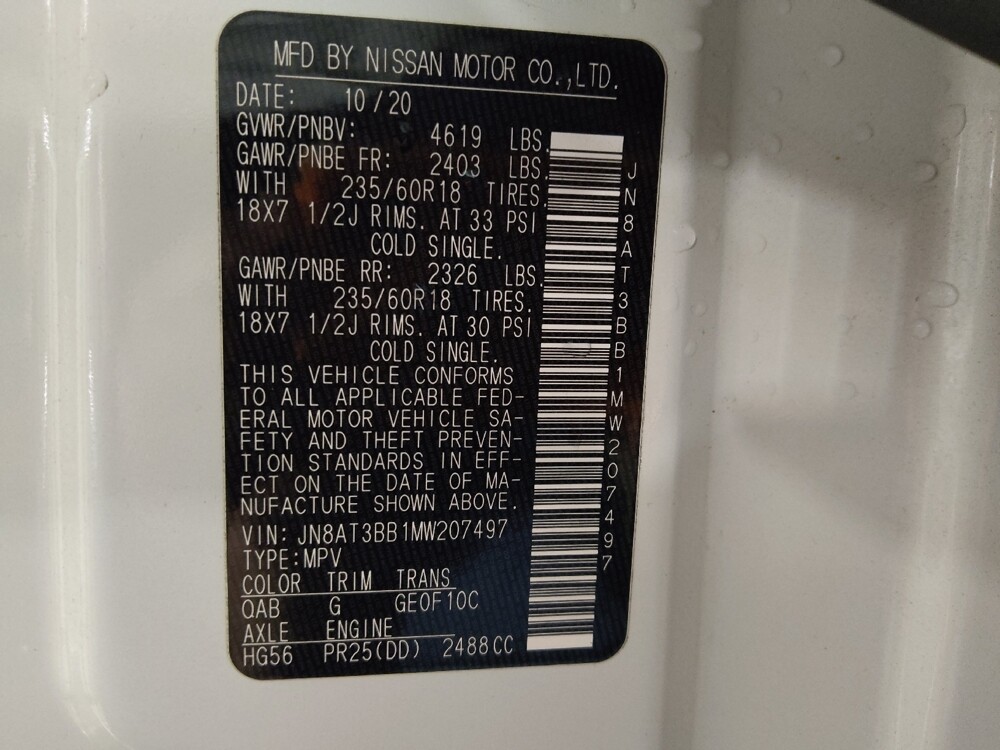 MFD BY NISSAN MOTOR CO.,LTD.
DATE: 10/20
GVWR/PNBV: 4619 LBS.
GAWR/PNBE FR: 2403 LBS.
WITH 235/60R18 TIRES.
18X7 1/2J RIMS. AT 33 PSI
COLD SINGLE.
GAWR/PNBE RR: 2326 LBS.
WITH 235/60R18 TIRES.
18X7 1/2J RIMS. AT 30 PSI
COLD SINGLE.
THIS VEHICLE CONFORMS
TO ALL APPLICABLE FED-
ERAL MOTOR VEHICLE SA-
FETY AND THEFT PREVEN-
TION STANDARDS IN EFF-
ECT ON THE DATE OF MA-
NUFACTURE SHOWN ABOVE.
VIN: JN8AT3BB1MW207497
TYPE:MPV
COLOR TRIM TRANS
QAB G GE0F10C
AXLE ENGINE
HG56 PR25(DD) 2488CC
JN8AT3BB1MW207497